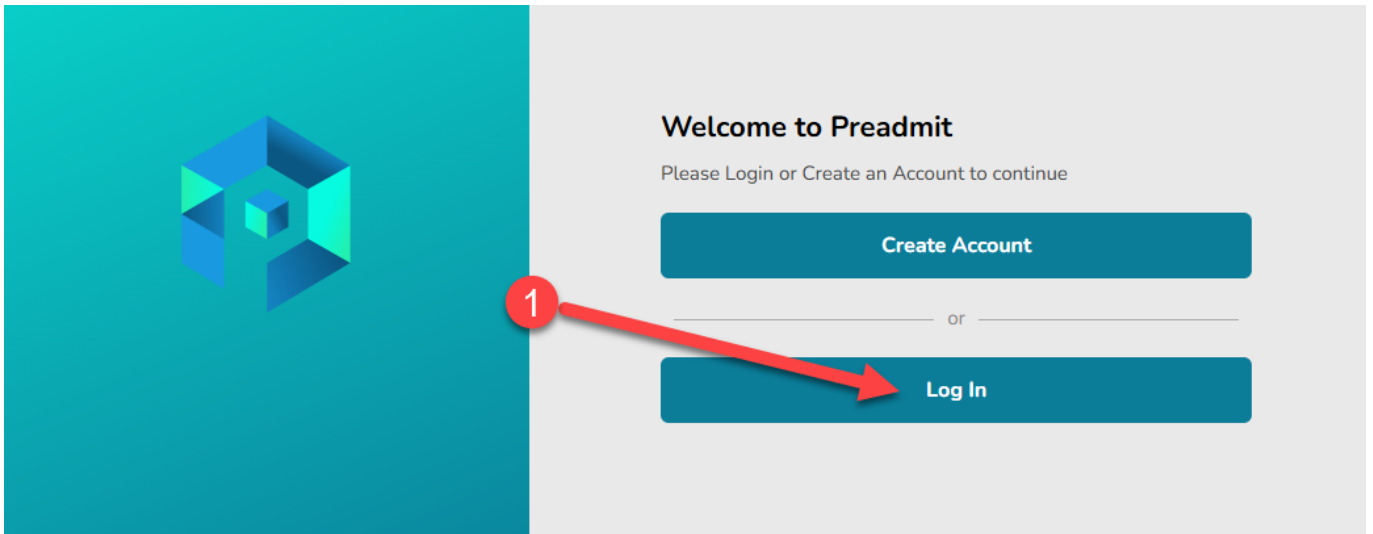 Welcome to Preadmit
Please Login or Create an Account to continue
Create Account
1
or
Log In